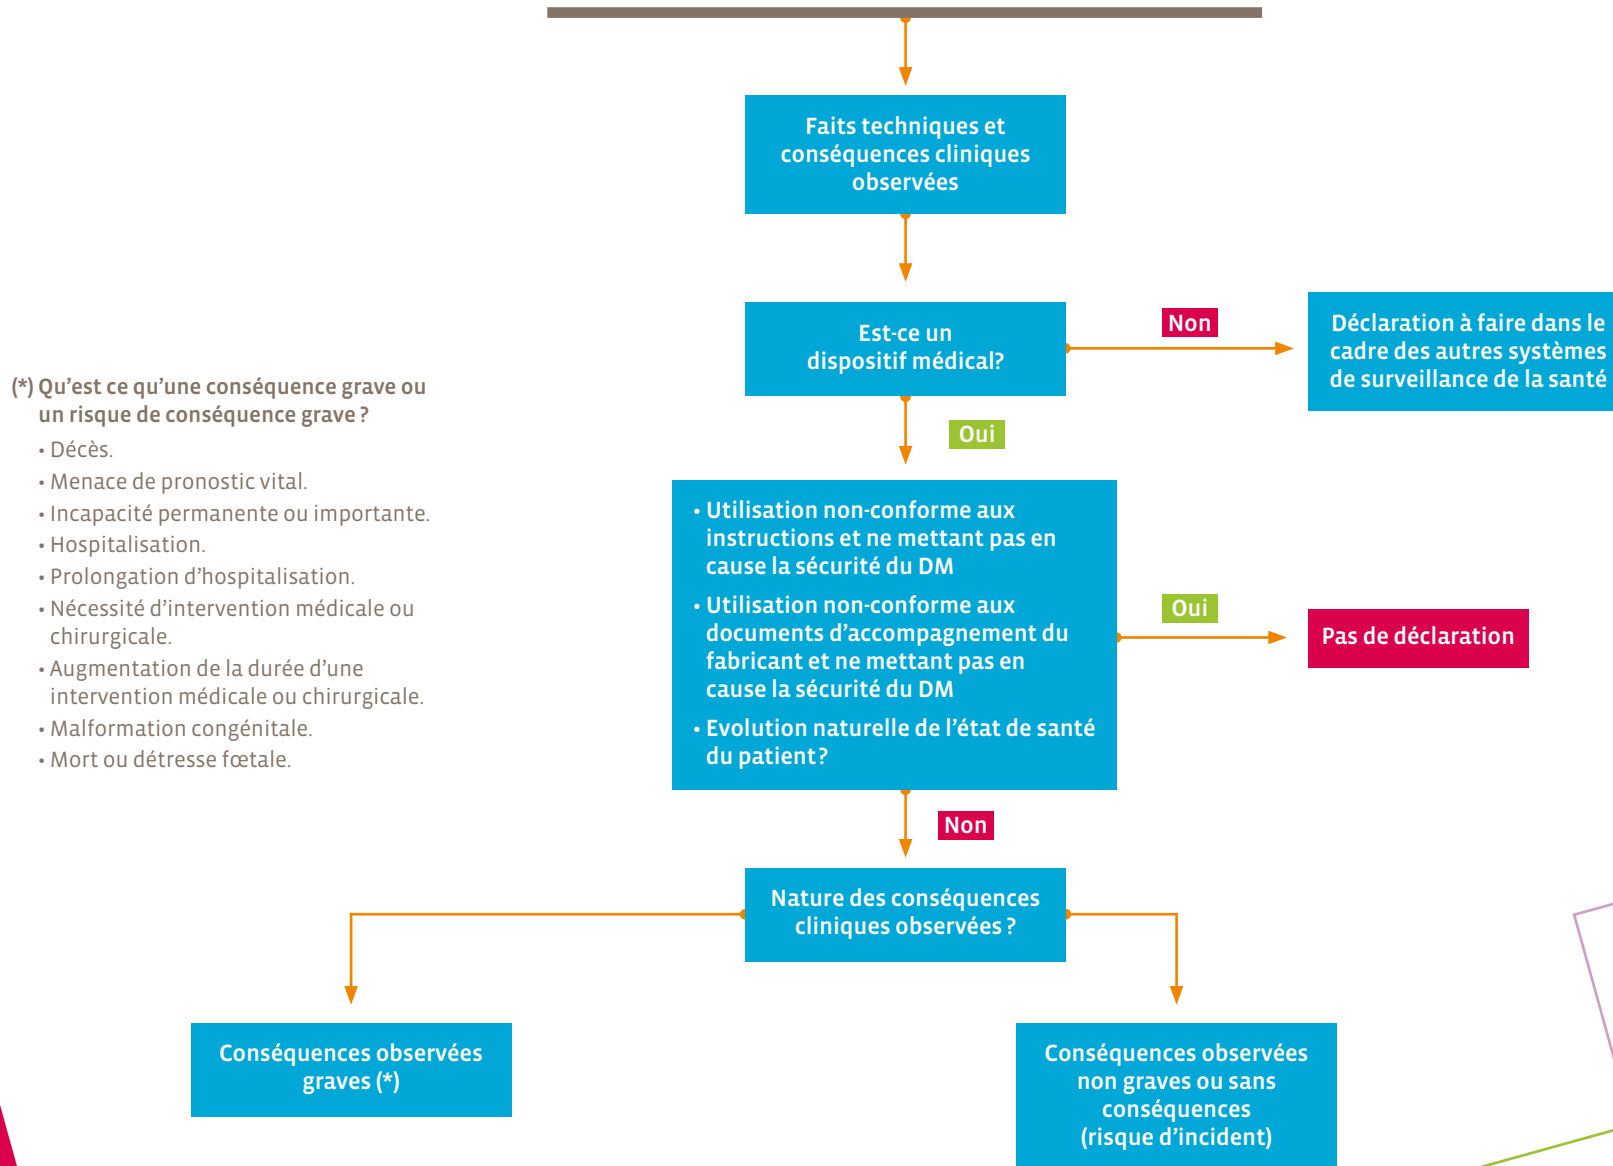 Faits techniques et
conséquences cliniques
observées
Est-ce un
dispositif médical?
Non
Déclaration à faire dans le
cadre des autres systèmes
de surveillance de la santé
(*) Qu’est ce qu’une conséquence grave ou
un risque de conséquence grave ?
• Décès.
• Menace de pronostic vital.
• Incapacité permanente ou importante.
• Hospitalisation.
• Prolongation d’hospitalisation.
• Nécessité d’intervention médicale ou
chirurgicale.
• Augmentation de la durée d’une
intervention médicale ou chirurgicale.
• Malformation congénitale.
• Mort ou détresse fœtale.
Oui
• Utilisation non-conforme aux
instructions et ne mettant pas en
cause la sécurité du DM
• Utilisation non-conforme aux
documents d’accompagnement du
fabricant et ne mettant pas en
cause la sécurité du DM
• Evolution naturelle de l’état de santé
du patient ?
Oui
Pas de déclaration
Non
Nature des conséquences
cliniques observées ?
Conséquences observées
graves (*)
Conséquences observées
non graves ou sans
conséquences
(risque d’incident)